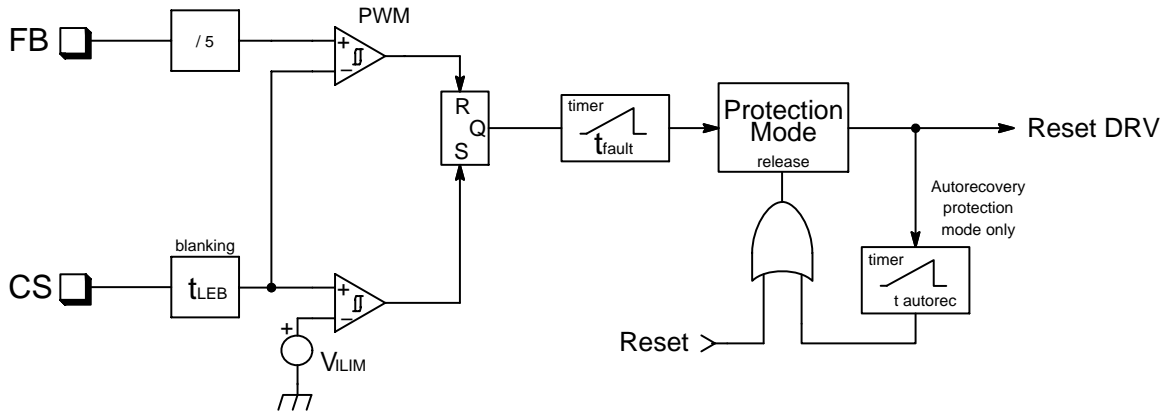 PWM
FB
/ 5
+
−
R
Q
S
timer
tfault
Protection
Mode
release
Reset DRV
Autorecovery
protection
mode only
blanking
CS
tLEB
+
−
+
VILIM
timer
t autorec
Reset